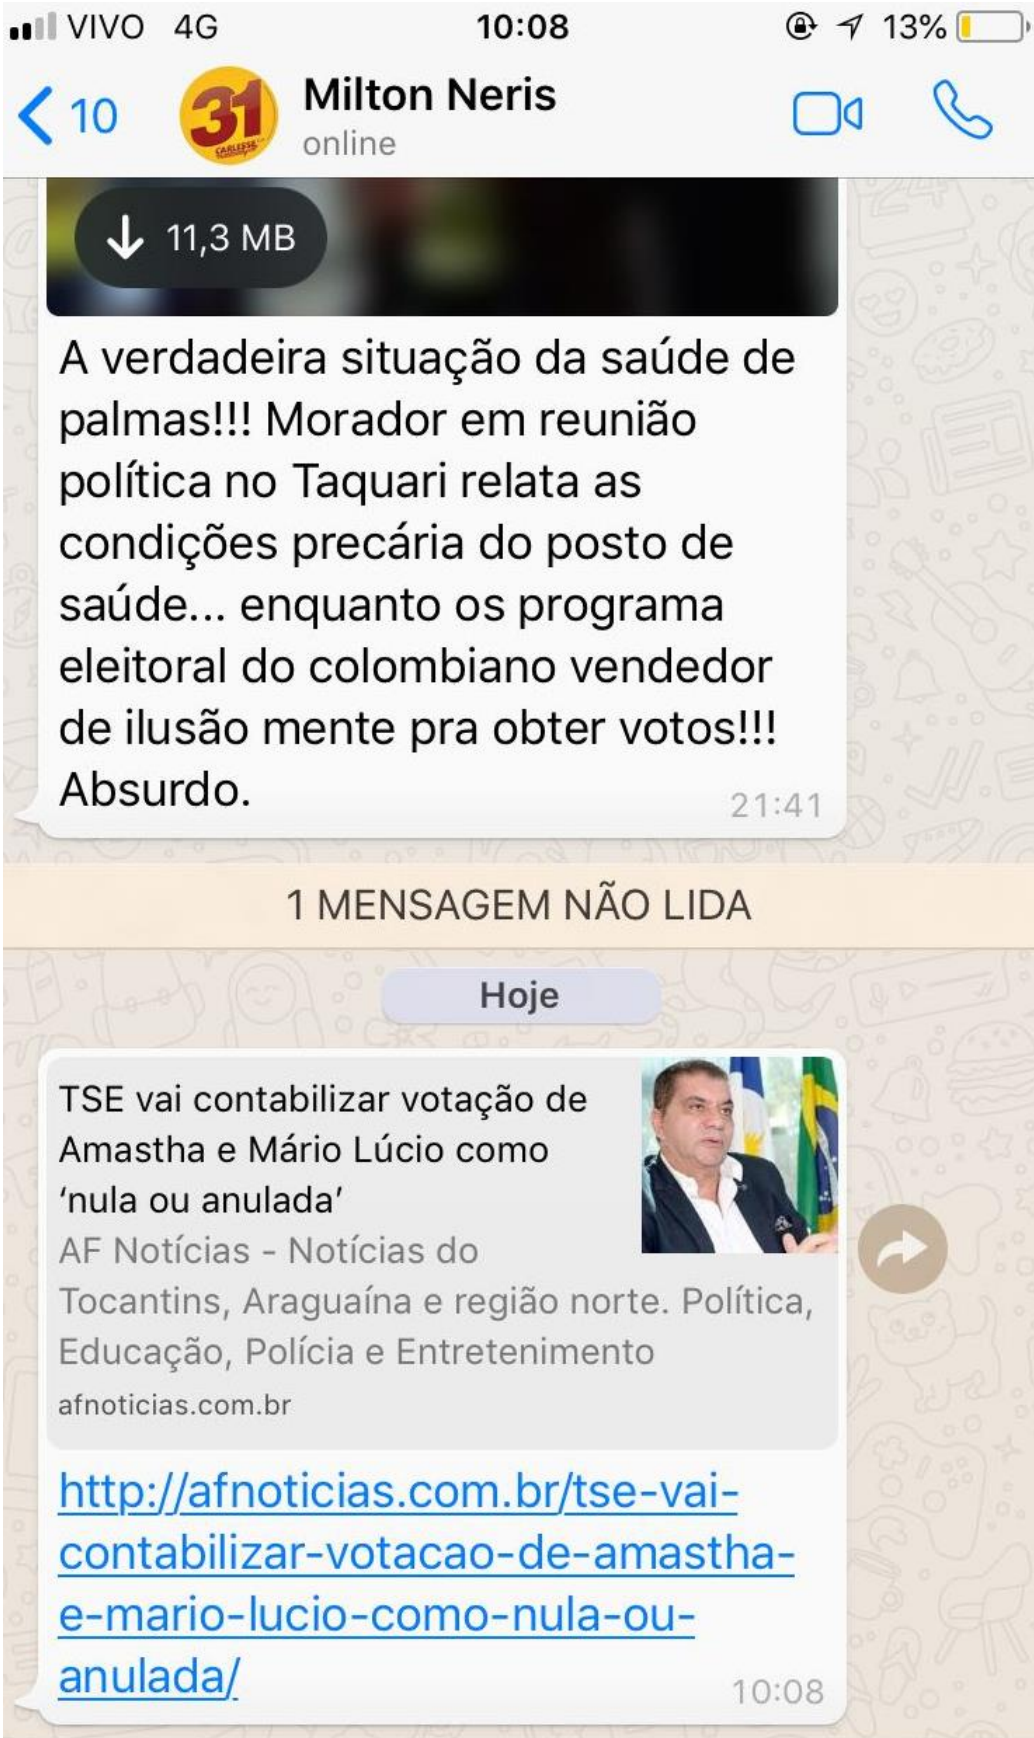 VIVO 4G 10:08 13%
10 31 CARLESSE Milton Neris
online
11,3 MB
A verdadeira situação da saúde de
palmas!!! Morador em reunião
política no Taquari relata as
condições precária do posto de
saúde... enquanto os programa
eleitoral do colombiano vendedor
de ilusão mente pra obter votos!!!
Absurdo.
21:41
1 MENSAGEM NÃO LIDA
Hoje
TSE vai contabilizar votação de
Amastha e Mário Lúcio como
‘nula ou anulada’
AF Notícias - Notícias do
Tocantins, Araguaína e região norte. Política,
Educação, Polícia e Entretenimento
afnoticias.com.br
http://afnoticias.com.br/tse-vai-
contabilizar-votacao-de-amastha-
e-mario-lucio-como-nula-ou-
anulada/
10:08